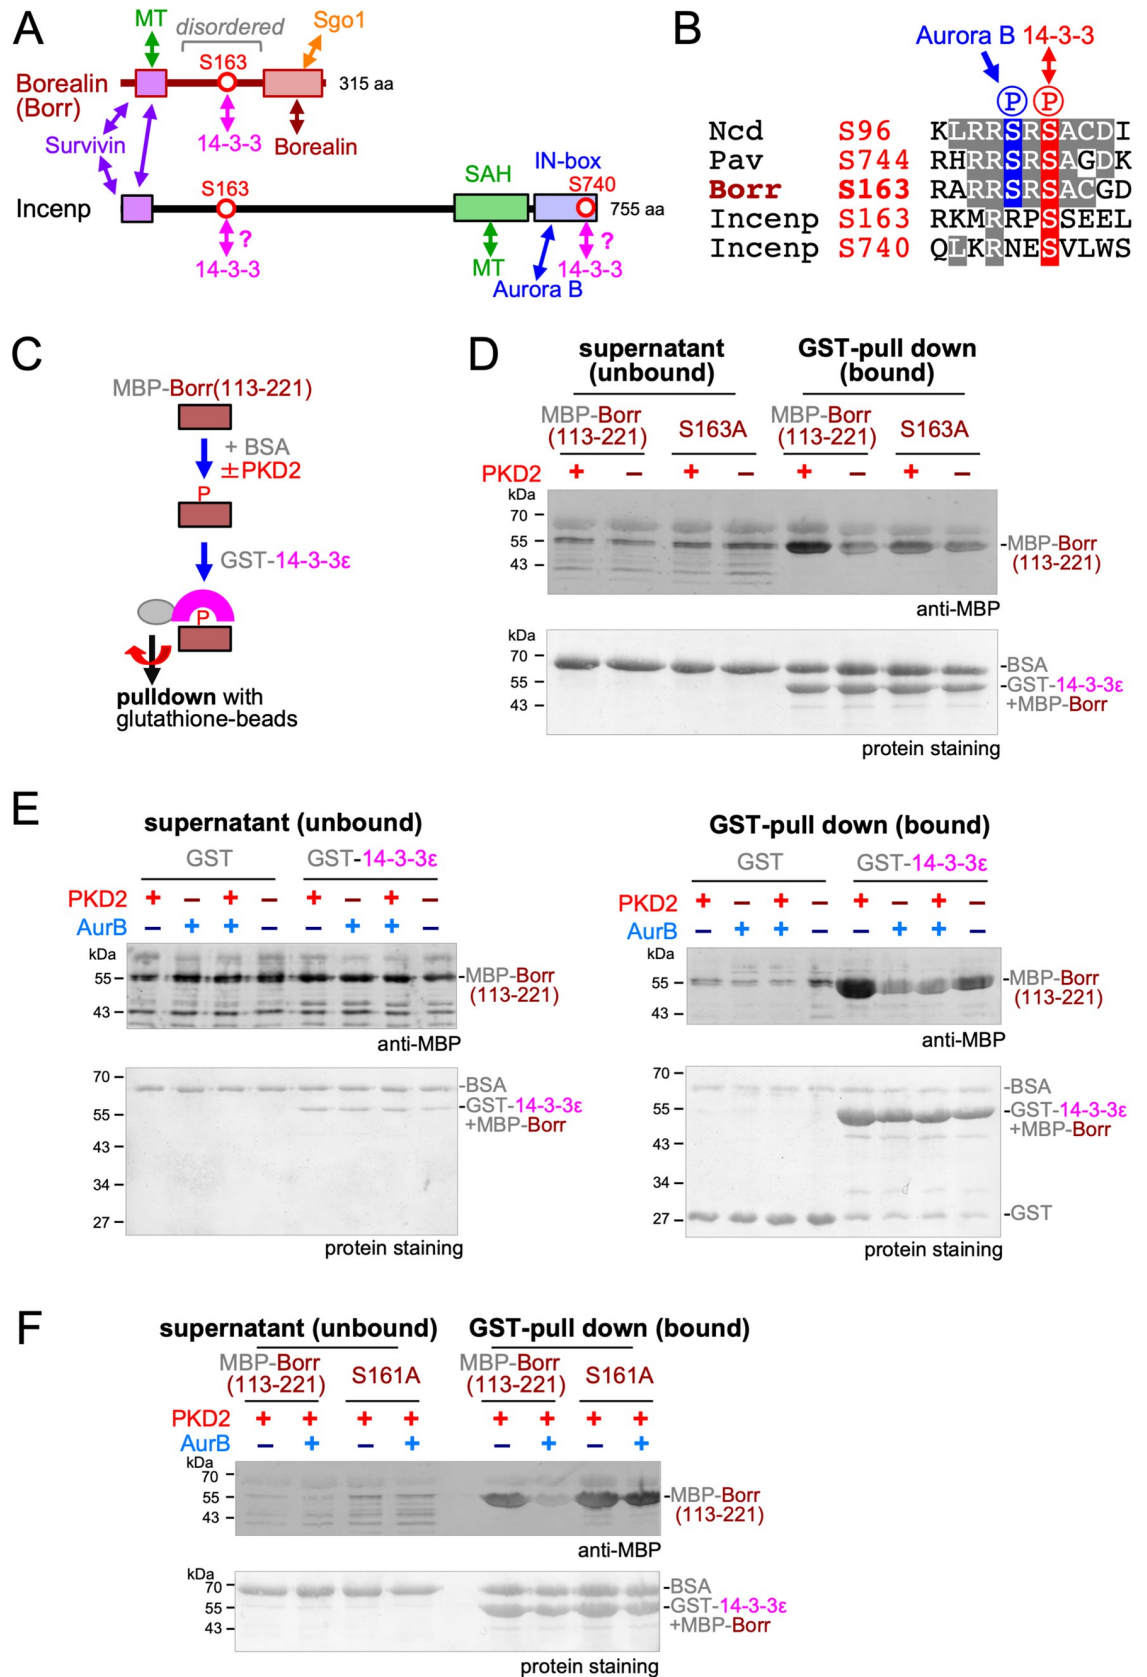 A
MT
disordered
Sgo1
S163
Borealin
(Borr)
315 aa
14-3-3
Borealin
Survivin
IN-box
SAH
S740
S163
Incenp
755 aa
?
14-3-3
MT
Aurora B
?
14-3-3
B
Aurora B 14-3-3
P P
Ncd S96 KLRRSRSACDI
Pav S744 RHRRSRSAGDK
Borr S163 RARRSRSACGD
Incenp S163 RKMRRPSSEEL
Incenp S740 QLKRNESVLWS
C
MBP-Borr(113-221)
+ BSA
±PKD2
P
GST-14-3-3ε
P
pulldown with
glutathione-beads
D
supernatant
(unbound)
GST-pull down
(bound)
MBP-Borr
(113-221)
S163A
MBP-Borr
(113-221)
S163A
PKD2 + − + − + − + −
kDa
70
55
43
-MBP-Borr
(113-221)
anti-MBP
kDa
70
55
43
-BSA
-GST-14-3-3ε
+MBP-Borr
protein staining
E
supernatant (unbound)
GST GST-14-3-3ε
PKD2 + − + − + − + −
AurB − + + − − + + −
kDa
55
43
-MBP-Borr
(113-221)
anti-MBP
70
55
43
34
27
-BSA
-GST-14-3-3ε
+MBP-Borr
protein staining
GST-pull down (bound)
GST GST-14-3-3ε
PKD2 + − + − + − + −
AurB − + + − − + + −
kDa
55
43
-MBP-Borr
(113-221)
anti-MBP
70
55
43
34
27
-BSA
-GST-14-3-3ε
+MBP-Borr
-GST
protein staining
F
supernatant (unbound) GST-pull down (bound)
MBP-Borr
(113-221)
S161A
MBP-Borr
(113-221)
S161A
PKD2 + + + + + + + +
AurB − + − + − + − +
kDa
70
55
43
-MBP-Borr
(113-221)
anti-MBP
kDa
70
55
43
-BSA
-GST-14-3-3ε
+MBP-Borr
protein staining